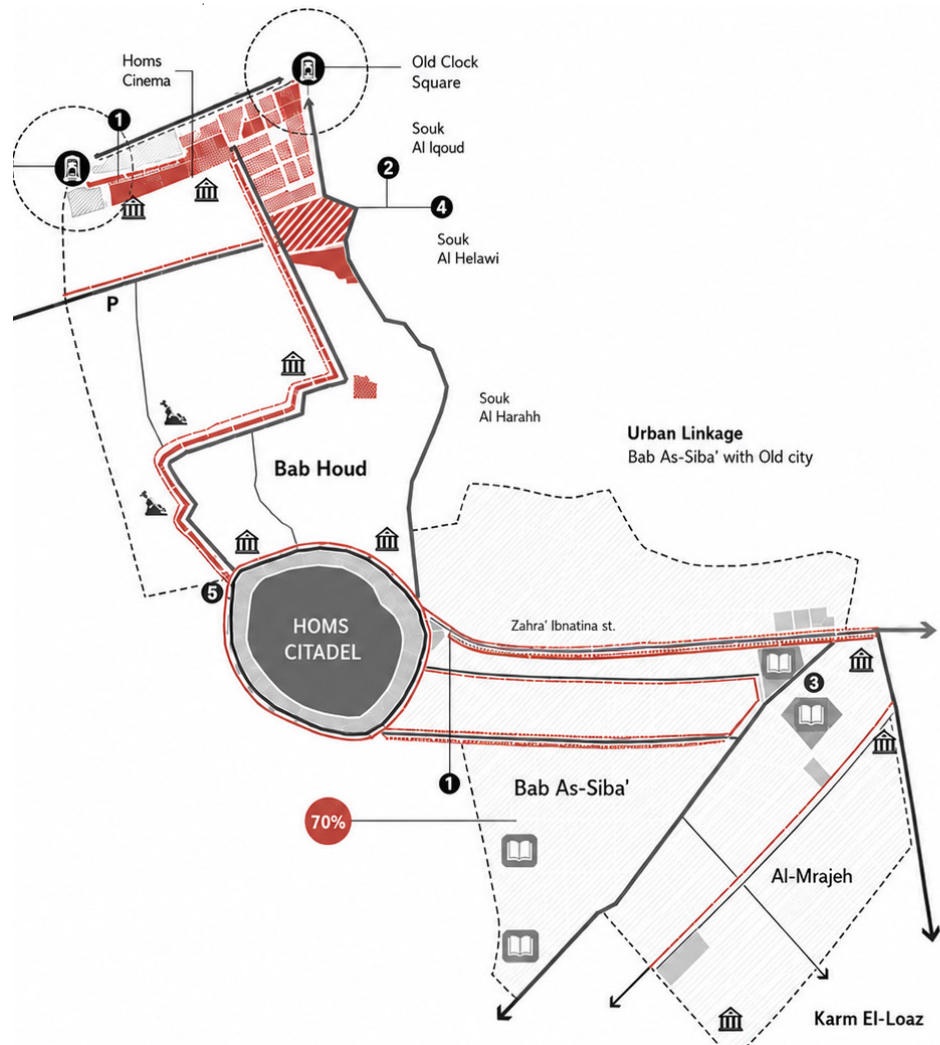 Homs
Cinema
Old Clock
Square
1
Souk
Al Iqoud
2
4
Souk
Al Helawi
P
Souk
Al Harahh
Urban Linkage
Bab As-Siba' with Old city
Bab Houd
5
HOMS
CITADEL
Zahra' Ibnatina st.
3
1
Bab As-Siba'
70%
Al-Mrajeh
Karm El-Loaz